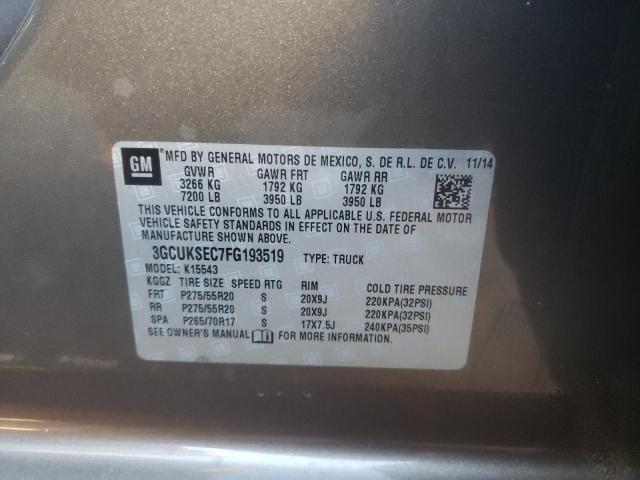 GM *MFD BY GENERAL MOTORS DE MEXICO, S. DE R.L. DE C.V. 11/14
GVWR GAWR FRT GAWR RR
3266 KG 1792 KG 1792 KG
7200 LB 3950 LB 3950 LB
THIS VEHICLE CONFORMS TO ALL APPLICABLE U.S. FEDERAL MOTOR
VEHICLE SAFETY STANDARDS IN EFFECT ON THE DATE OF
MANUFACTURE SHOWN ABOVE.
3GCUKSEC7FG193519 TYPE: TRUCK
MODEL: K15543
KGGZ TIRE SIZE SPEED RTG RIM COLD TIRE PRESSURE
FRT P275/55R20 S 20X9J 220KPA(32PSI)
RR P275/55R20 S 20X9J 220KPA(32PSI)
SPA P265/70R17 S 17X7.5J 240KPA(35PSI)
SEE OWNER'S MANUAL FOR MORE INFORMATION.